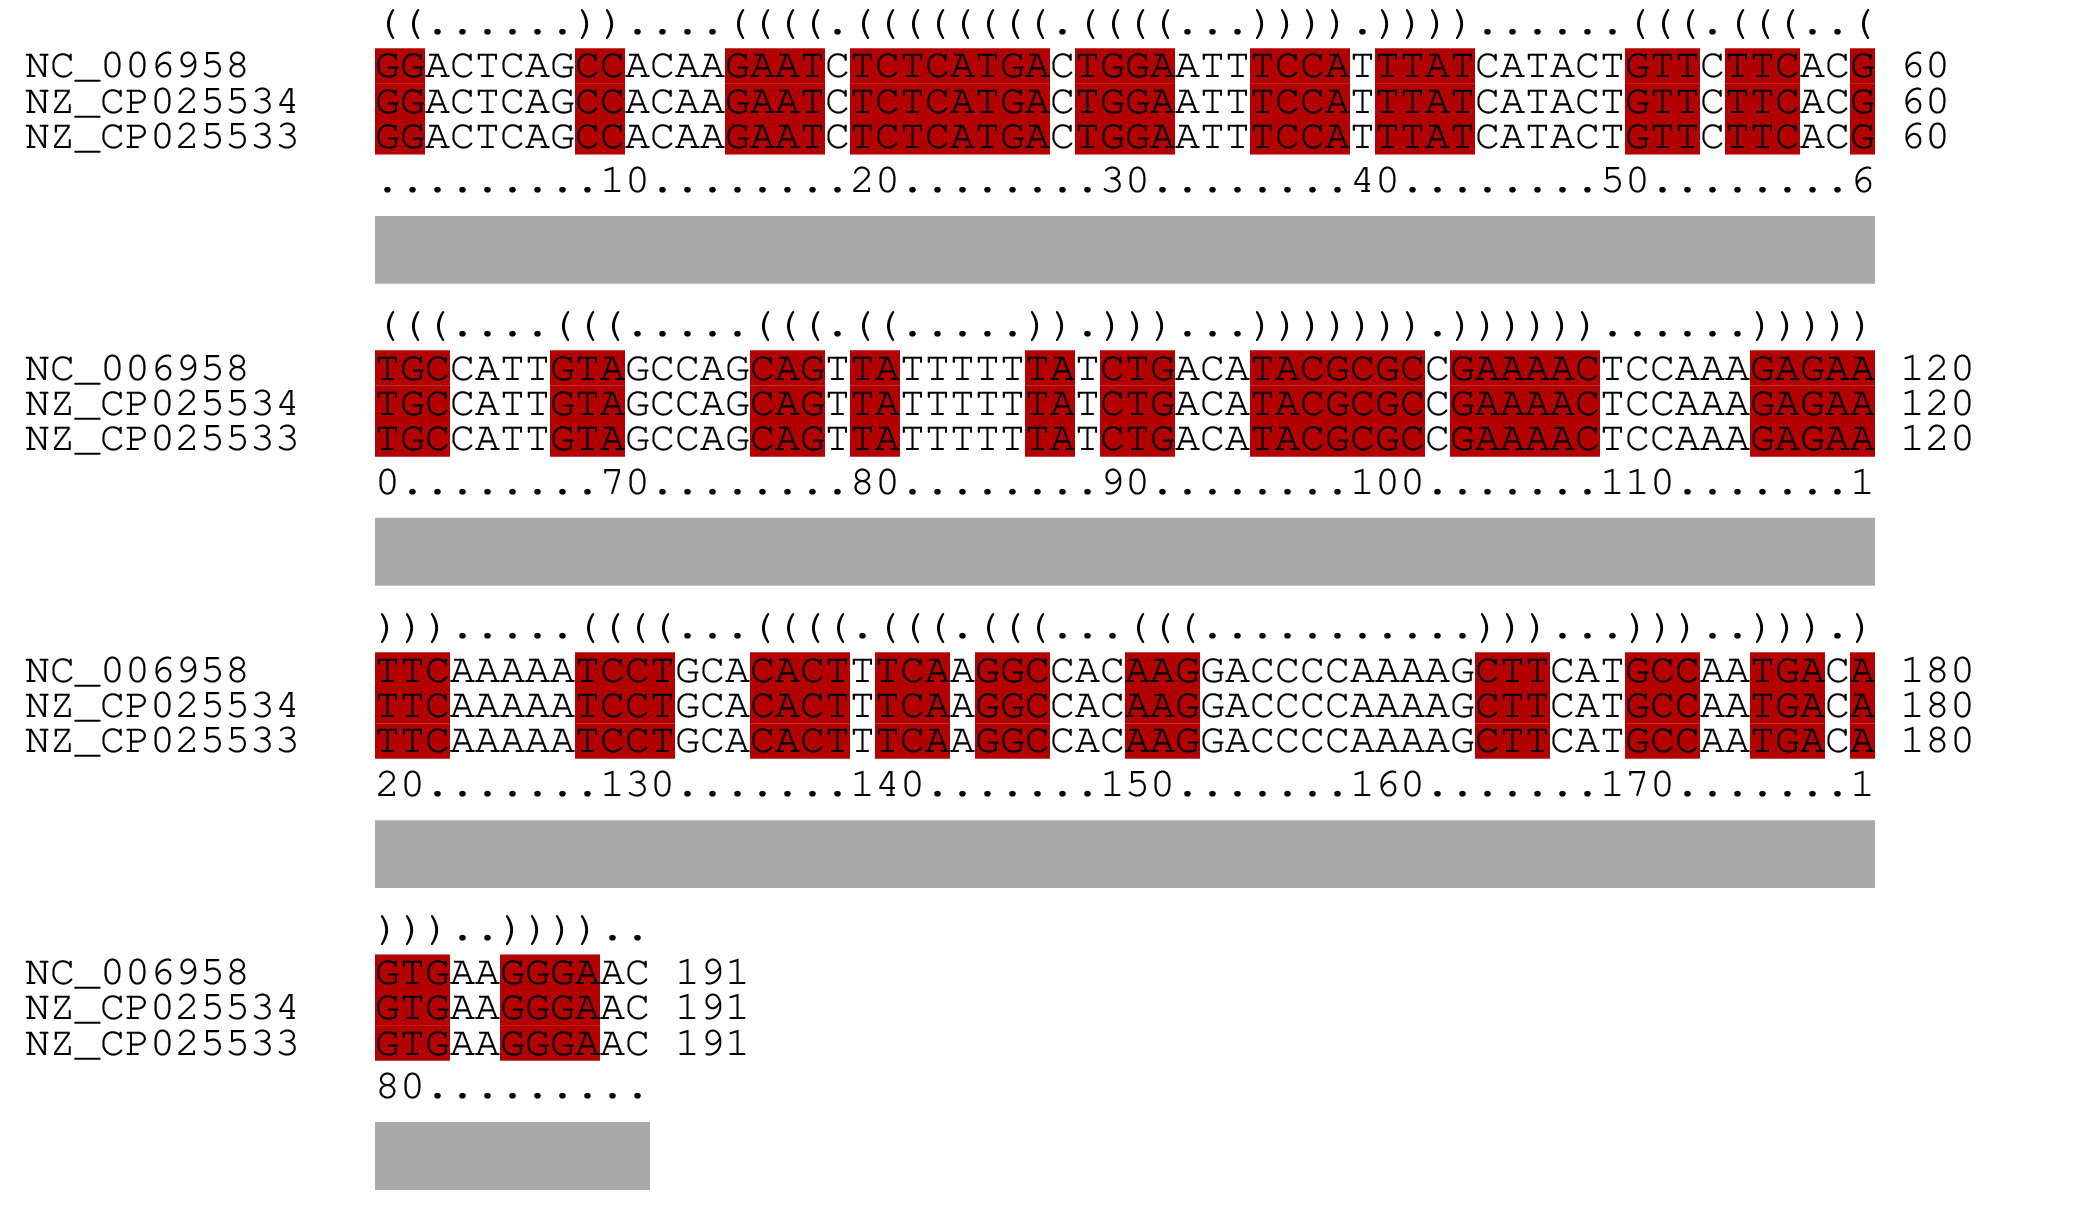 ((......))....((((.((((((((.((((...)))).))))......(((.(((..(
NC_006958 GGACTCAGCCACAAGAATCTCTCATGACTGGAATTTCCATTTATCATACTGTTCTTCACG 60
NZ_CP025534 GGACTCAGCCACAAGAATCTCTCATGACTGGAATTTCCATTTATCATACTGTTCTTCACG 60
NZ_CP025533 GGACTCAGCCACAAGAATCTCTCATGACTGGAATTTCCATTTATCATACTGTTCTTCACG 60
.........10........20........30........40........50........6
(((....(((.....(((.((.....)).)))...))))))).))))))......)))))
NC_006958 TGCCATTGTAGCCAGCAGTTATTTTTTATCTGACATACGCGCCGAAAACTCCAAAGAGAA 120
NZ_CP025534 TGCCATTGTAGCCAGCAGTTATTTTTTATCTGACATACGCGCCGAAAACTCCAAAGAGAA 120
NZ_CP025533 TGCCATTGTAGCCAGCAGTTATTTTTTATCTGACATACGCGCCGAAAACTCCAAAGAGAA 120
0........70........80........90........100.......110.......1
))).....((((...((((.(((.(((...(((...........)))...)))..))).)
NC_006958 TTCAAAAATCCTGCACACTTTCAAGGCCACAAGGACCCCAAAAGCTTCATGCCAATGACA 180
NZ_CP025534 TTCAAAAATCCTGCACACTTTCAAGGCCACAAGGACCCCAAAAGCTTCATGCCAATGACA 180
NZ_CP025533 TTCAAAAATCCTGCACACTTTCAAGGCCACAAGGACCCCAAAAGCTTCATGCCAATGACA 180
20.......130.......140.......150.......160.......170.......1
)))..))))..
NC_006958 GTGAAGGGAAC 191
NZ_CP025534 GTGAAGGGAAC 191
NZ_CP025533 GTGAAGGGAAC 191
80.........